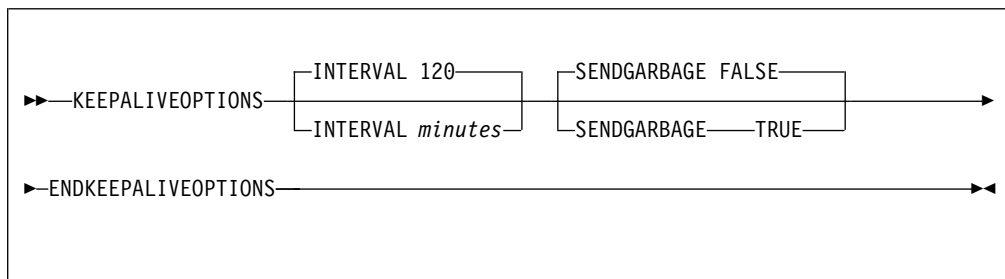 INTERVAL 120 SENDGARBAGE FALSE
KEEPALIVEOPTIONS
INTERVAL minutes SENDGARBAGE TRUE
ENDKEEPALIVEOPTIONS